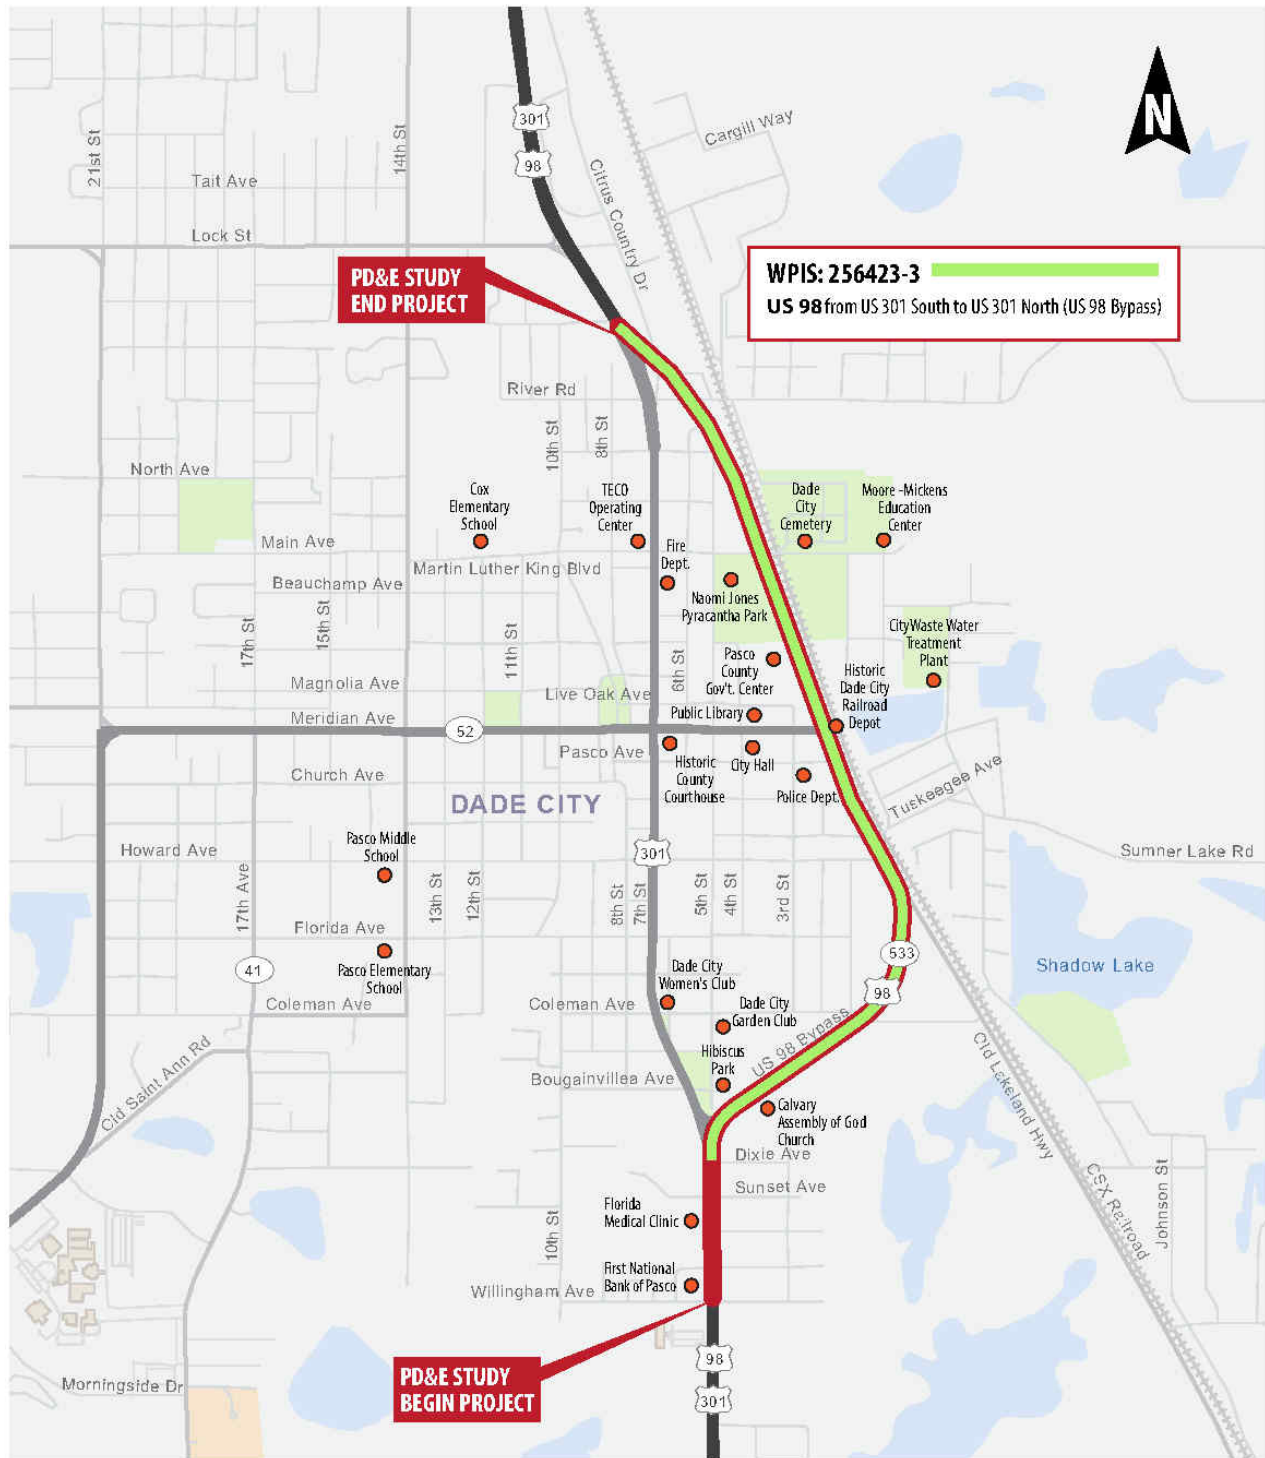 301
98
Cargill Way
N
21st St
14th St
Tait Ave
Citrus Country Dr
Lock St
PD&E STUDY
END PROJECT
WPIS: 256423-3
US 98 from US 301 South to US 301 North (US 98 Bypass)
River Rd
10th St
8th St
North Ave
Cox
Elementary
School
TECO
Operating
Center
Dade
City
Cemetery
Moore -Mickens
Education
Center
Main Ave
Fire
Dept.
Martin Luther King Blvd
Beauchamp Ave
Naomi Jones
Pyracantha Park
City Waste Water
Treatment
Plant
17th St
15th St
11th St
6th St
Pasco
County
Gov't. Center
Historic
Dade City
Railroad
Depot
Magnolia Ave
Live Oak Ave
Public Library
Meridian Ave
52
Pasco Ave
Historic
County
Courthouse
City Hall
Church Ave
Police Dept.
Tuskeegee Ave
DADE CITY
Pasco Middle
School
Howard Ave
301
Sumner Lake Rd
17th Ave
13th St
12th St
8th St
7th St
5th St
4th St
3rd St
Florida Ave
533
41
Pasco Elementary
School
Dade City
Women's Club
Shadow Lake
98
Coleman Ave
Coleman Ave
Dade City
Garden Club
US 98 Bypass
Old Saint Ann Rd
Hibiscus
Park
Bougainvillea Ave
Old Lakeland Hwy
Calvary
Assembly of God
Church
Dixie Ave
Sunset Ave
CSX Railroad
Johnson St
Florida
Medical Clinic
10th St
First National
Bank of Pasco
Willingham Ave
98
PD&E STUDY
BEGIN PROJECT
Morningside Dr
301